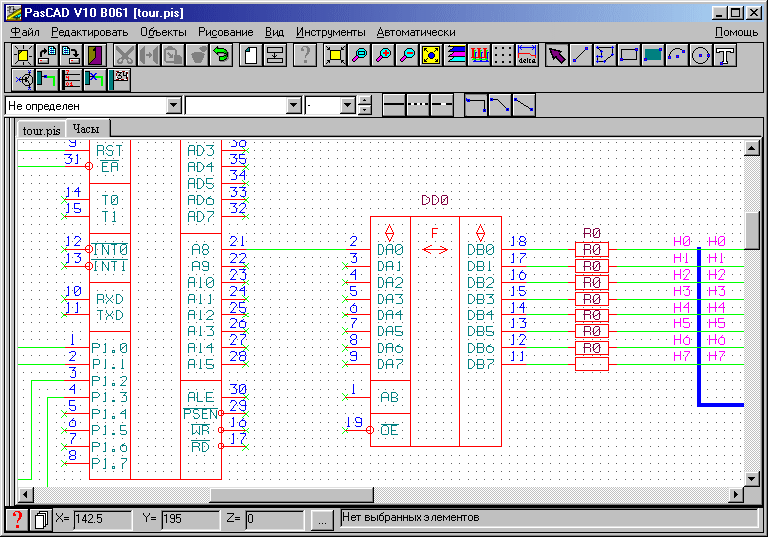 PasCAD V10 B061 [tour.pis]
Файл Редактировать Объекты Рисование Вид Инструменты Автоматически Помощь
delta
Не определен -
tour.pis Часы
9 RST AD3 36
31 EA AD4 35
AD5 34
14 T0 AD6 33
15 T1 AD7 32
DD0
F
R0
12 INT0 A8 21 2 DA0 < > DB0 18 R0 H0 H0
13 INT1 A9 22 3 DA1 DB1 17 R0 H1 H1
A10 23 4 DA2 DB2 16 R0 H2 H2
10 RXD A11 24 5 DA3 DB3 15 R0 H3 H3
11 TXD A12 25 6 DA4 DB4 14 R0 H4 H4
A13 26 7 DA5 DB5 13 R0 H5 H5
1 P1.0 A14 27 8 DA6 DB6 12 R0 H6 H6
2 P1.1 A15 28 9 DA7 DB7 11 H7 H7
3 P1.2
4 P1.3 ALE 30 1 AB
5 P1.4 PSEN 29
6 P1.5 WR 16 19 OE
7 P1.6 RD 17
8 P1.7
X= 142.5 Y= 195 Z= 0 ... Нет выбранных элементов